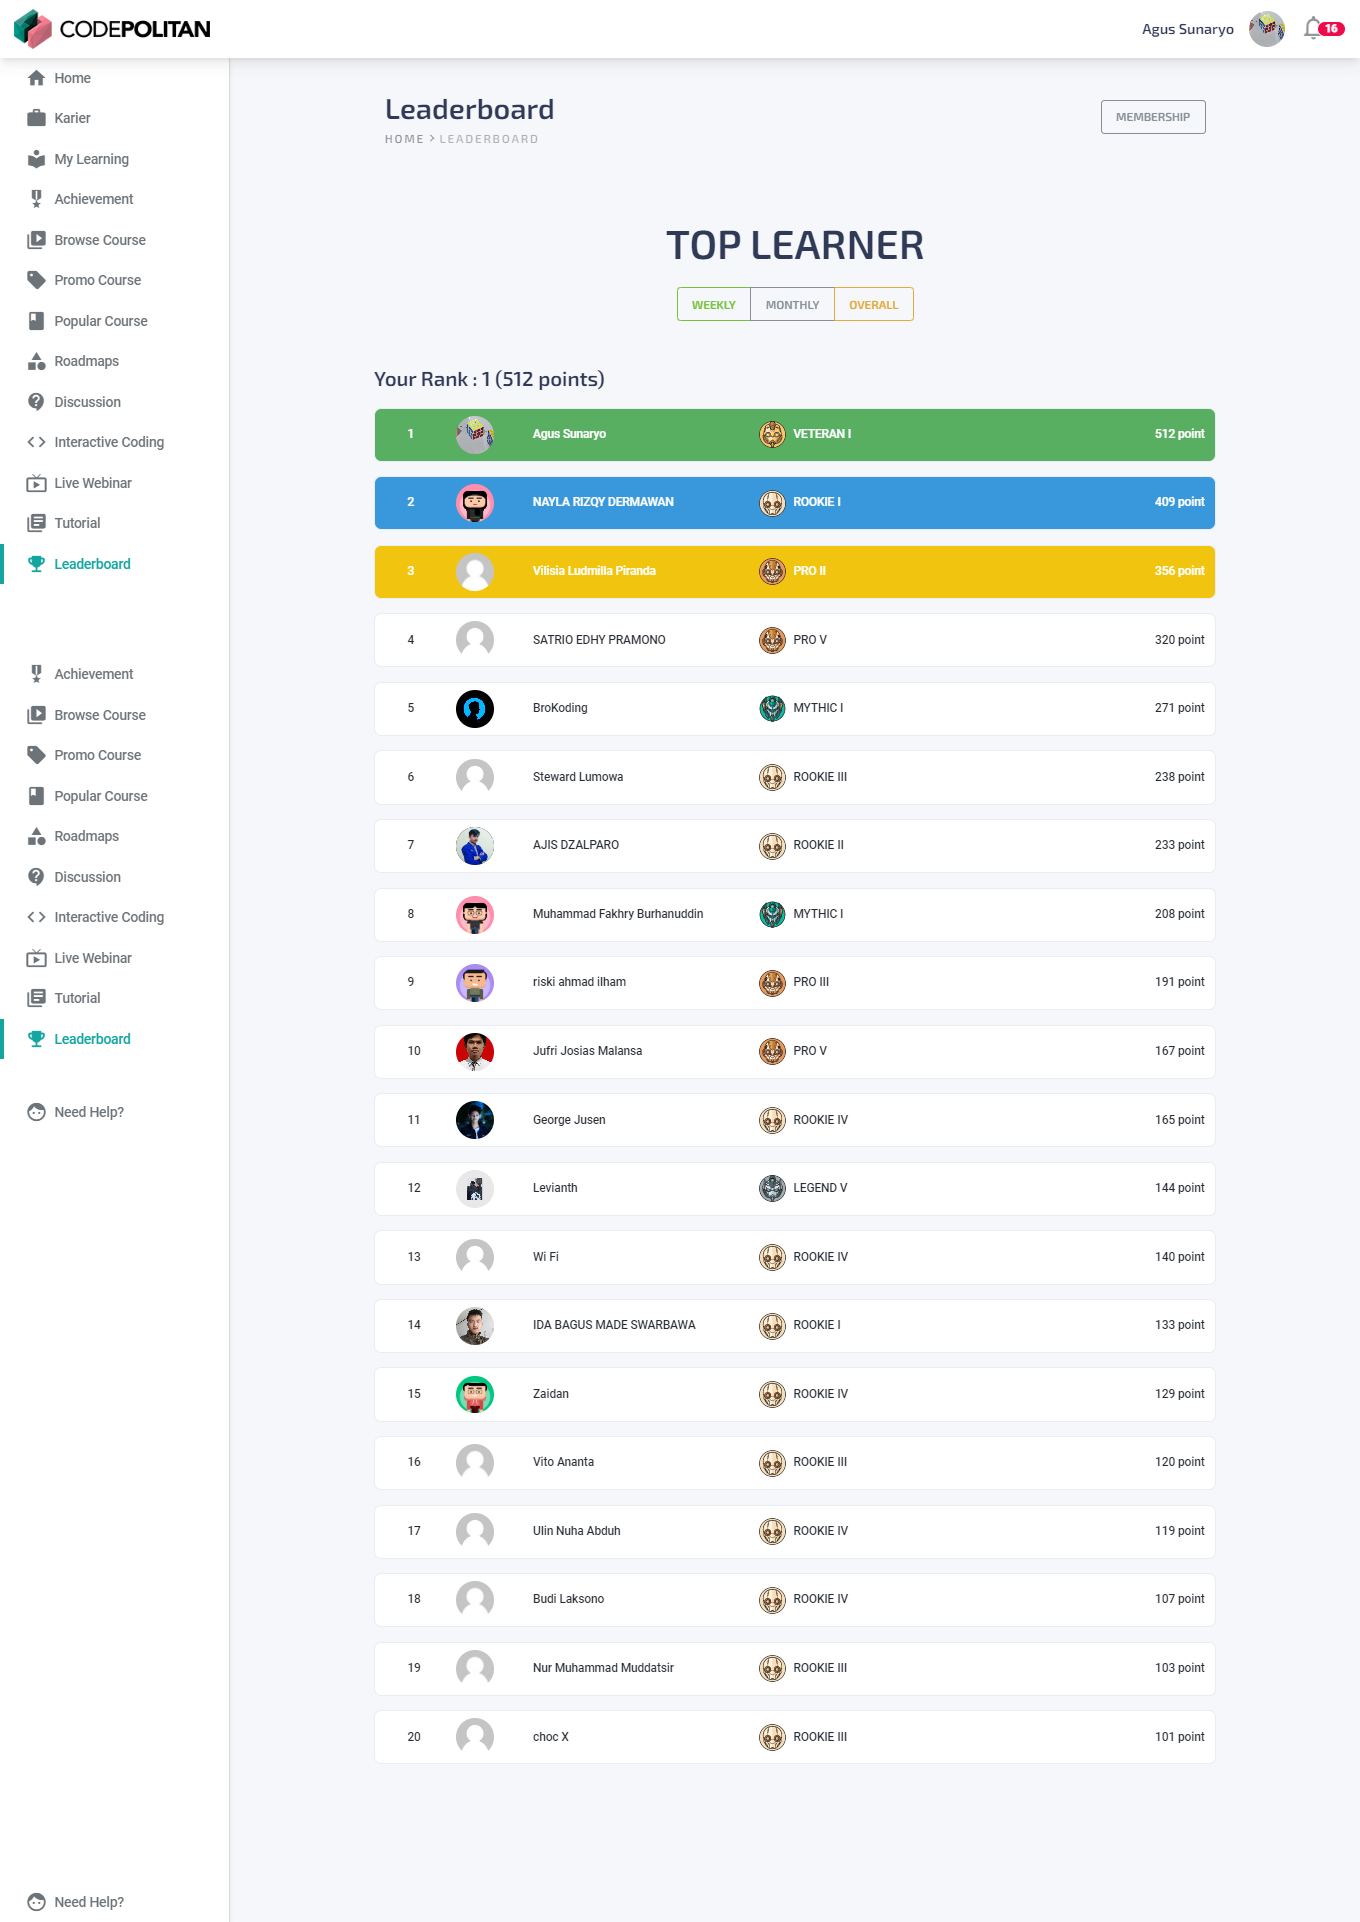 CODEPOLITAN
Agus Sunaryo
16
Home
Karier
My Learning
Achievement
Browse Course
Promo Course
Popular Course
Roadmaps
Discussion
Interactive Coding
Live Webinar
Tutorial
Leaderboard
Achievement
Browse Course
Promo Course
Popular Course
Roadmaps
Discussion
Interactive Coding
Live Webinar
Tutorial
Leaderboard
Need Help?
Need Help?
Leaderboard
HOME > LEADERBOARD
MEMBERSHIP
TOP LEARNER
WEEKLY MONTHLY OVERALL
Your Rank : 1 (512 points)
1 Agus Sunaryo VETERAN I 512 point
2 NAYLA RIZQY DERMAWAN ROOKIE I 409 point
3 Vilisia Ludmilla Piranda PRO II 356 point
4 SATRIO EDHY PRAMONO PRO V 320 point
5 BroKoding MYTHIC I 271 point
6 Steward Lumowa ROOKIE III 238 point
7 AJIS DZALPARO ROOKIE II 233 point
8 Muhammad Fakhry Burhanuddin MYTHIC I 208 point
9 riski ahmad ilham PRO III 191 point
10 Jufri Josias Malansa PRO V 167 point
11 George Jusen ROOKIE IV 165 point
12 Levianth LEGEND V 144 point
13 Wi Fi ROOKIE IV 140 point
14 IDA BAGUS MADE SWARBAWA ROOKIE I 133 point
15 Zaidan ROOKIE IV 129 point
16 Vito Ananta ROOKIE III 120 point
17 Ulin Nuha Abduh ROOKIE IV 119 point
18 Budi Laksono ROOKIE IV 107 point
19 Nur Muhammad Muddatsir ROOKIE III 103 point
20 choc X ROOKIE III 101 point